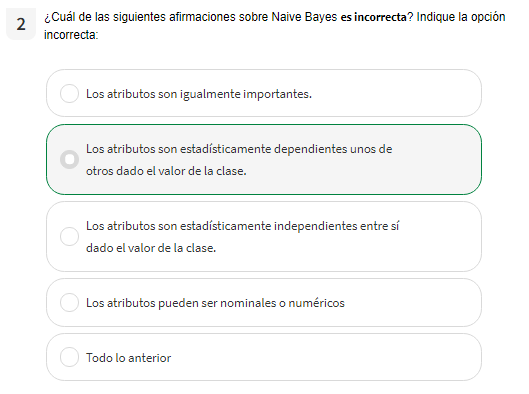 2
¿Cuál de las siguientes afirmaciones sobre Naive Bayes es incorrecta? Indique la opción
incorrecta:
Los atributos son igualmente importantes.
Los atributos son estadísticamente dependientes unos de
otros dado el valor de la clase.
Los atributos son estadísticamente independientes entre sí
dado el valor de la clase.
Los atributos pueden ser nominales o numéricos
Todo lo anterior